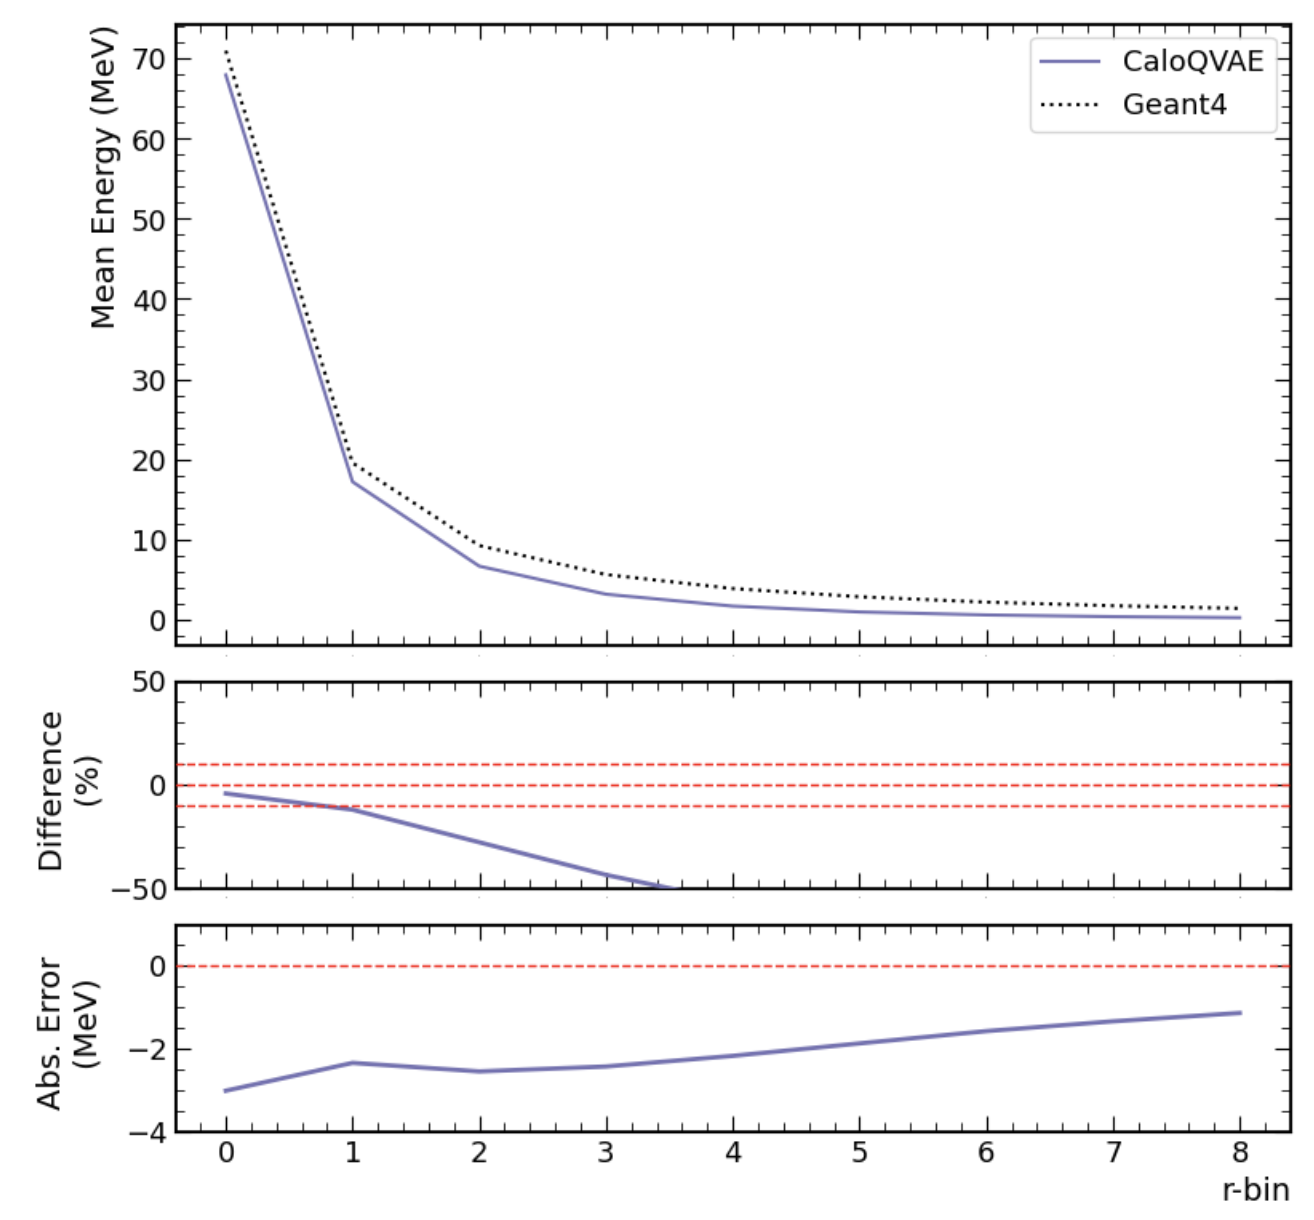 Mean Energy (MeV)
70
60
50
40
30
20
10
0
CaloQVAE
Geant4
Difference
(%)
50
0
−50
Abs. Error
(MeV)
0
−2
−4
0 1 2 3 4 5 6 7 8
r-bin